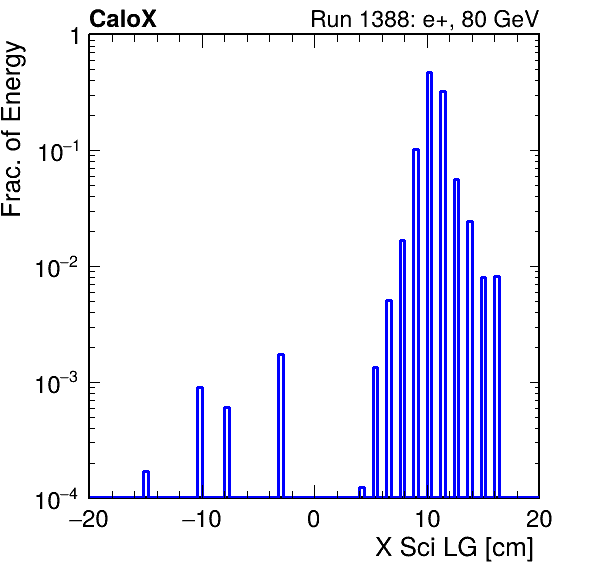 CaloX Run 1388: e+, 80 GeV
Frac. of Energy
1
10⁻¹
10⁻²
10⁻³
10⁻⁴
−20 −10 0 10 20
X Sci LG [cm]